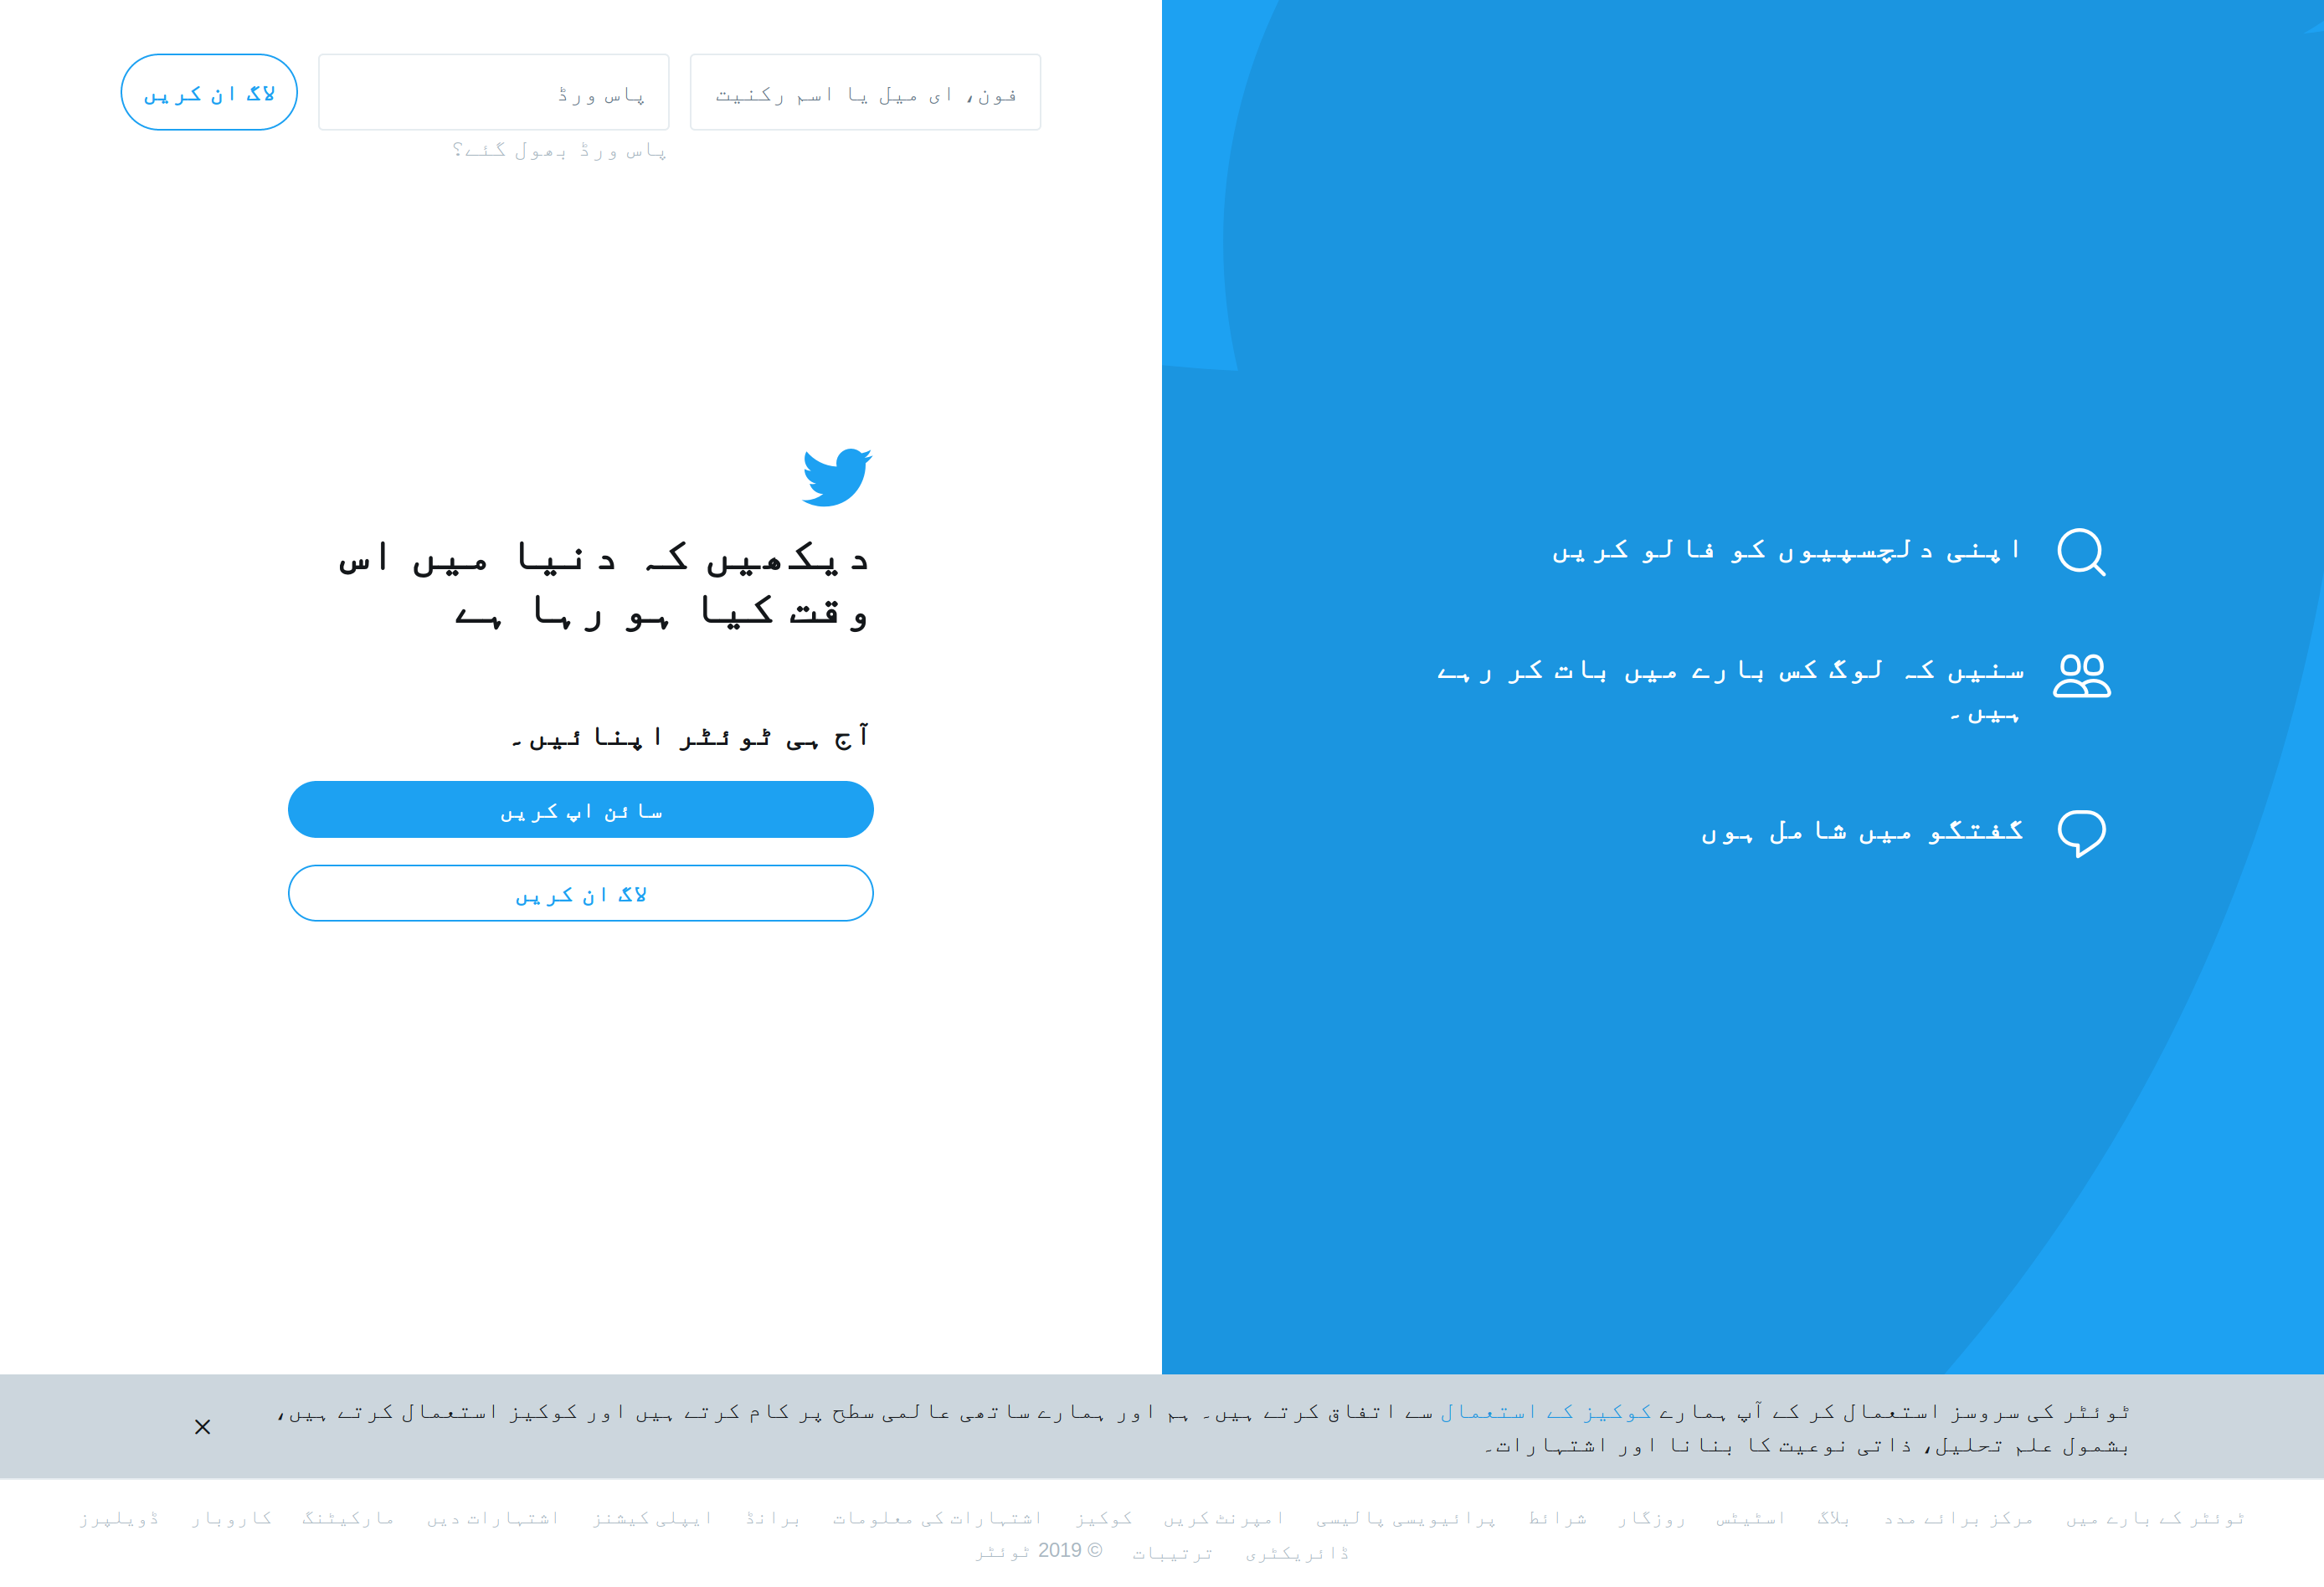 فون، ای میل یا اسم رکنیت
پاس ورڈ
لاگ ان کریں
پاس ورڈ بھول گئے؟
دیکھیں کہ دنیا میں اس
وقت کیا ہو رہا ہے
آج ہی ٹوئٹر اپنائیں۔
سائن اپ کریں
لاگ ان کریں
اپنی دلچسپیوں کو فالو کریں
سنیں کہ لوگ کس بارے میں بات کر رہے
ہیں۔
گفتگو میں شامل ہوں
ٹوئٹر کی سروسز استعمال کر کے آپ ہمارے کوکیز کے استعمال سے اتفاق کرتے ہیں۔ ہم اور ہمارے ساتھی عالمی سطح پر کام کرتے ہیں اور کوکیز استعمال کرتے ہیں،
بشمول علم تحلیل، ذاتی نوعیت کا بنانا اور اشتہارات۔
ٹوئٹر کے بارے میں مرکز برائے مدد بلاگ اسٹیٹس روزگار شرائط پرائیویسی پالیسی امپرنٹ کریں کوکیز اشتہارات کی معلومات برانڈ ایپلی کیشنز اشتہارات دیں مارکیٹنگ کاروبار ڈویلپرز
ڈائریکٹری ترتیبات © 2019 ٹوئٹر